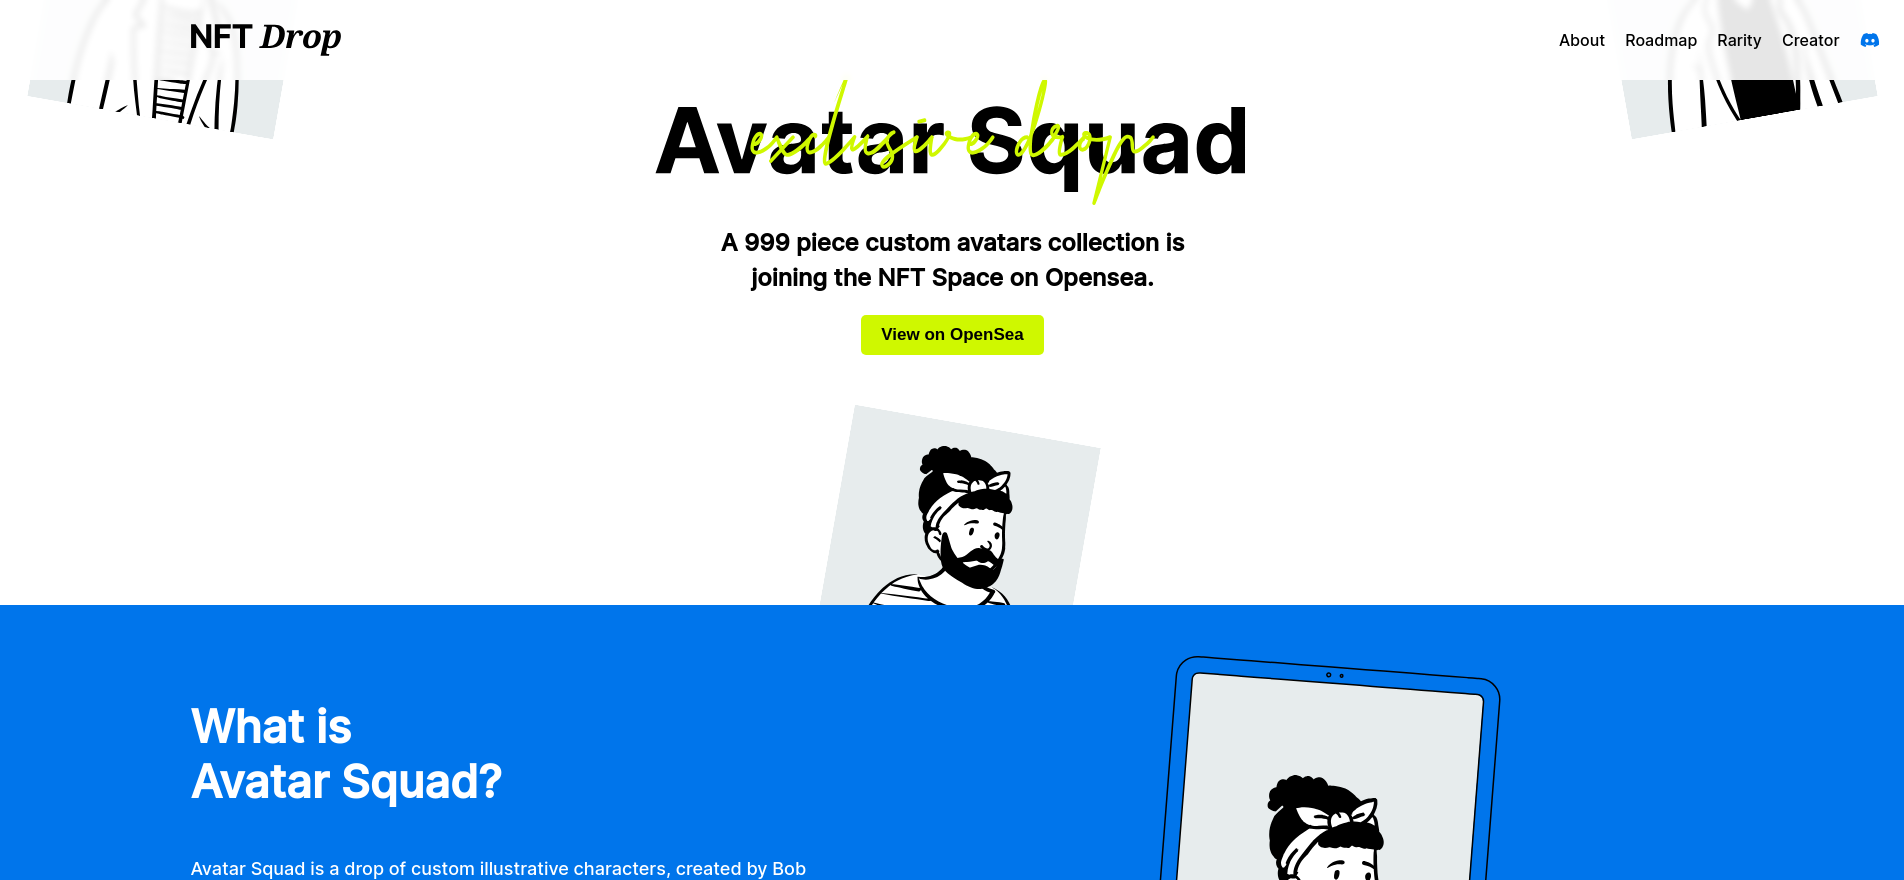 NFT Drop
About Roadmap Rarity Creator
Avatar Squad
exclusive drop
A 999 piece custom avatars collection is
joining the NFT Space on Opensea.
View on OpenSea
What is
Avatar Squad?
Avatar Squad is a drop of custom illustrative characters, created by Bob